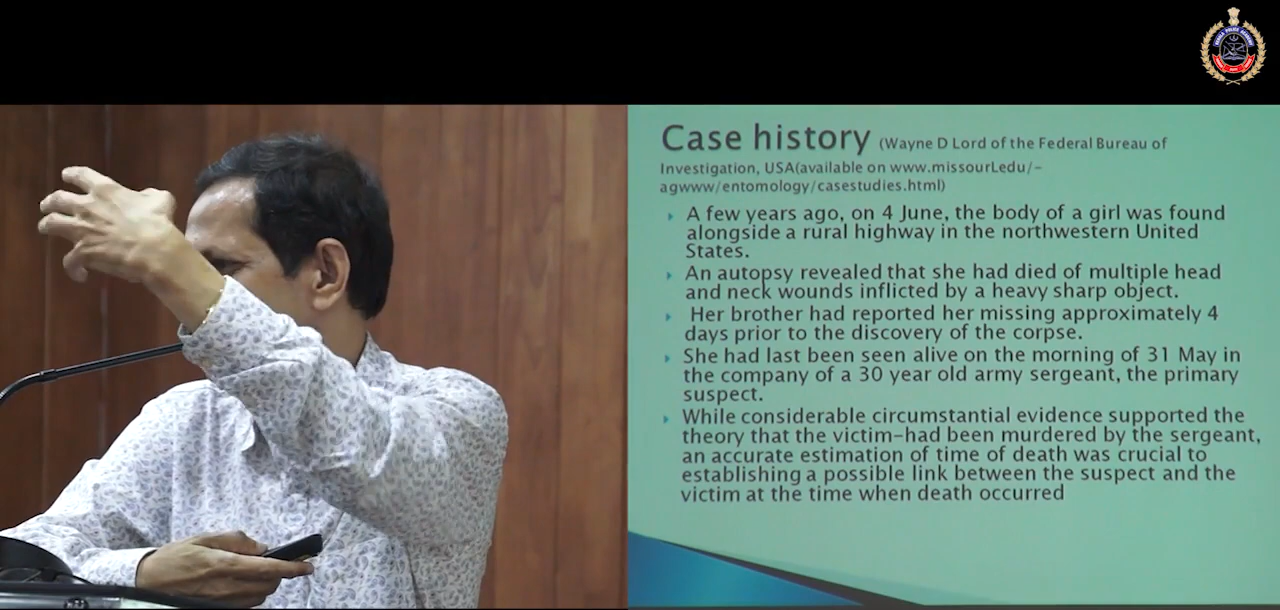 Case history (Wayne D Lord of the Federal Bureau of
Investigation, USA(available on www.missourLedu/-
agwww/entomology/casestudies.html)
A few years ago, on 4 June, the body of a girl was found
alongside a rural highway in the northwestern United
States.
An autopsy revealed that she had died of multiple head
and neck wounds inflicted by a heavy sharp object.
Her brother had reported her missing approximately 4
days prior to the discovery of the corpse.
She had last been seen alive on the morning of 31 May in
the company of a 30 year old army sergeant, the primary
suspect.
While considerable circumstantial evidence supported the
theory that the victim-had been murdered by the sergeant,
an accurate estimation of time of death was crucial to
establishing a possible link between the suspect and the
victim at the time when death occurred